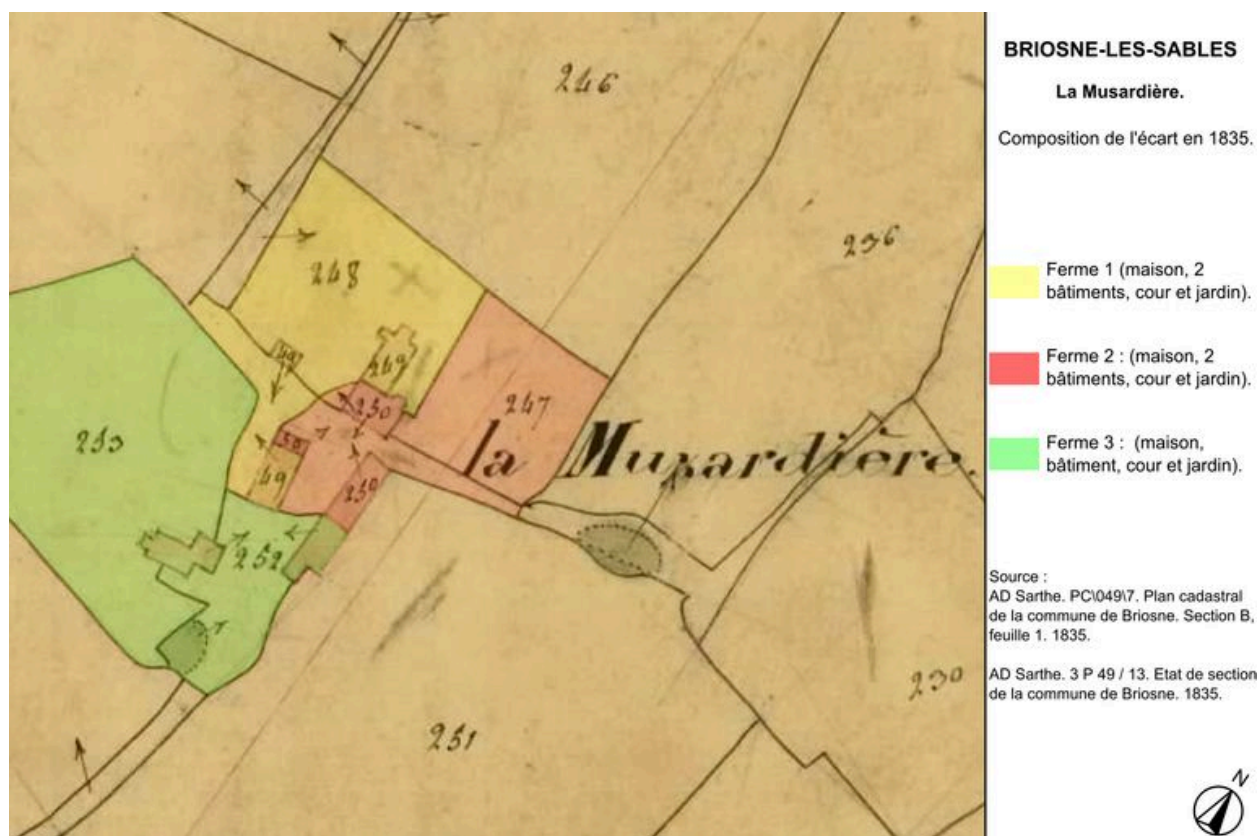 246
236
248
249
249
250
50
49
250
247
253
252
la Muzardière.
251
230
BRIOSNE-LES-SABLES
La Musardière.
Composition de l'écart en 1835.
Ferme 1 (maison, 2
bâtiments, cour et jardin).
Ferme 2 : (maison, 2
bâtiments, cour et jardin).
Ferme 3 : (maison,
bâtiment, cour et jardin).
Source :
AD Sarthe. PC\049\7. Plan cadastral
de la commune de Briosne. Section B,
feuille 1. 1835.
AD Sarthe. 3 P 49 / 13. Etat de section
de la commune de Briosne. 1835.
N